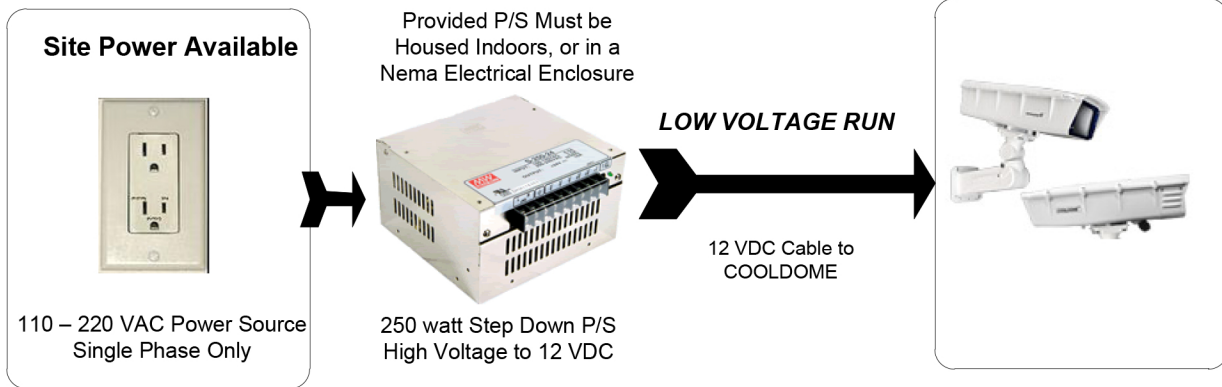 Site Power Available
110 – 220 VAC Power Source
Single Phase Only
Provided P/S Must be
Housed Indoors, or in a
Nema Electrical Enclosure
250 watt Step Down P/S
High Voltage to 12 VDC
LOW VOLTAGE RUN
12 VDC Cable to
COOLDOME
COOLDOME